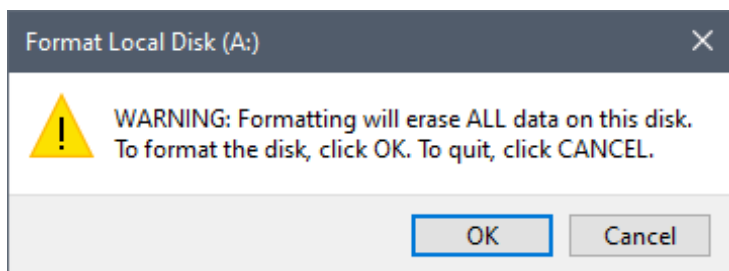 Format Local Disk (A:)
WARNING: Formatting will erase ALL data on this disk.
To format the disk, click OK. To quit, click CANCEL.
OK
Cancel